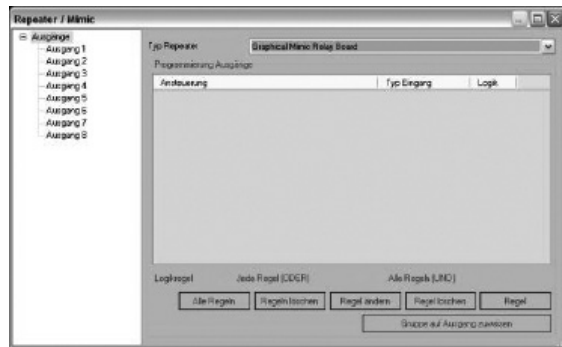 Repeater / Mimic
Ausgänge
Ausgang 1
Ausgang 2
Ausgang 3
Ausgang 4
Ausgang 5
Ausgang 6
Ausgang 7
Ausgang 8
Typ Repeater Graphical Mimic Relay Board
Programmierung Ausgänge
Ansteuerung Typ Eingang Logik
Logikregel Jede Regel (ODER) Alle Regeln (UND)
Alle Regeln Regeln löschen Regel ändern Regel löschen Regel
Gruppe auf Ausgang zuweisen